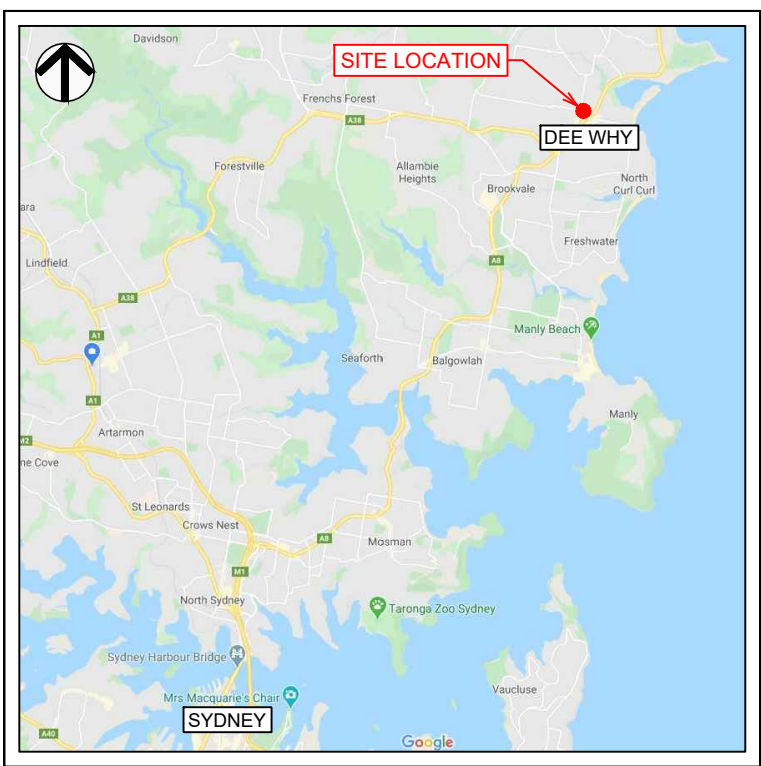 Davidson
SITE LOCATION
Frenchs Forest
A38
DEE WHY
Forestville
Allambie
Heights
North
Curl Curl
Brookvale
ara
Freshwater
Lindfield
A8
A38
Manly Beach
A1
Seaforth
Balgowlah
A1
Manly
Artarmon
M2
ne Cove
St Leonards
Crows Nest
A8
Mosman
M1
North Sydney
Taronga Zoo Sydney
Sydney Harbour Bridge
Vaucluse
Mrs Macquarie's Chair
SYDNEY
A40
Google